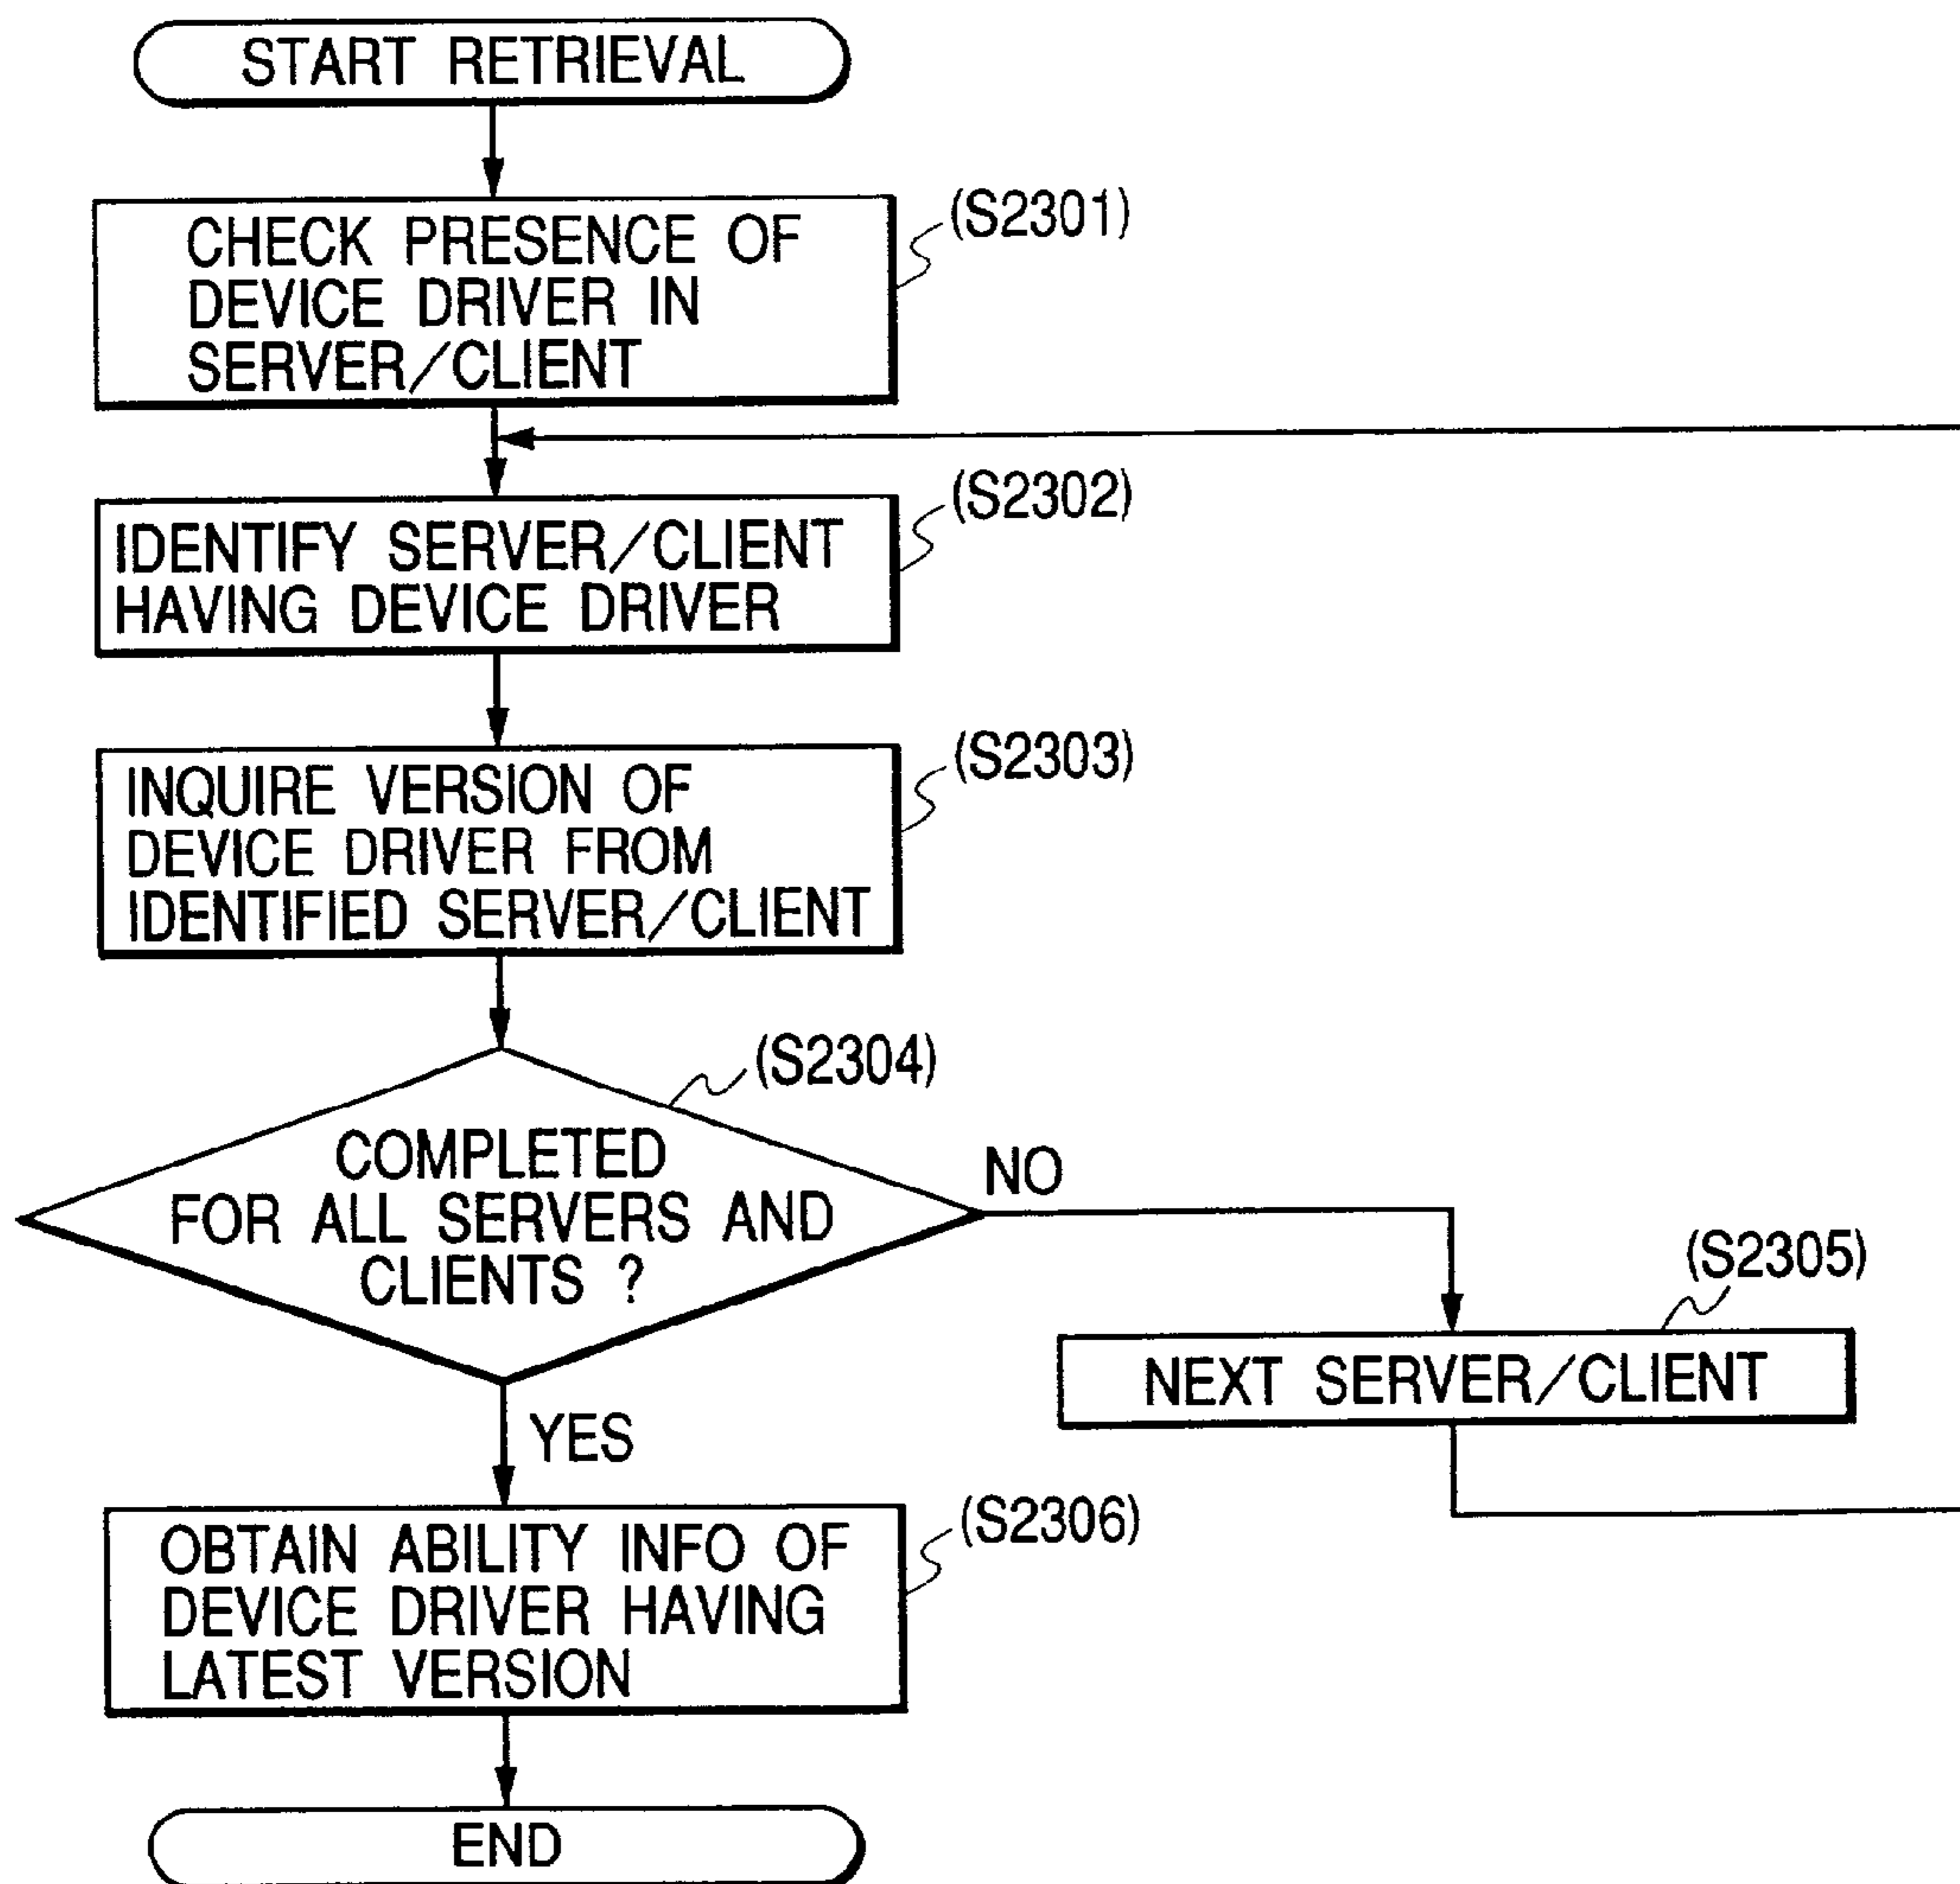 START RETRIEVAL
(S2301)
CHECK PRESENCE OF
DEVICE DRIVER IN
SERVER/CLIENT
(S2302)
IDENTIFY SERVER/CLIENT
HAVING DEVICE DRIVER
(S2303)
INQUIRE VERSION OF
DEVICE DRIVER FROM
IDENTIFIED SERVER/CLIENT
(S2304)
COMPLETED
FOR ALL SERVERS AND
CLIENTS ?
NO
(S2305)
NEXT SERVER/CLIENT
YES
(S2306)
OBTAIN ABILITY INFO OF
DEVICE DRIVER HAVING
LATEST VERSION
END